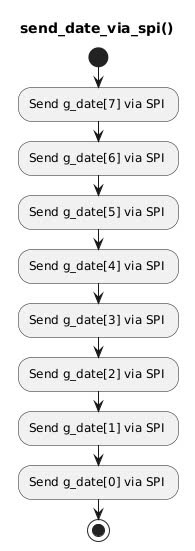 send_date_via_spi()
Send g_date[7] via SPI
Send g_date[6] via SPI
Send g_date[5] via SPI
Send g_date[4] via SPI
Send g_date[3] via SPI
Send g_date[2] via SPI
Send g_date[1] via SPI
Send g_date[0] via SPI